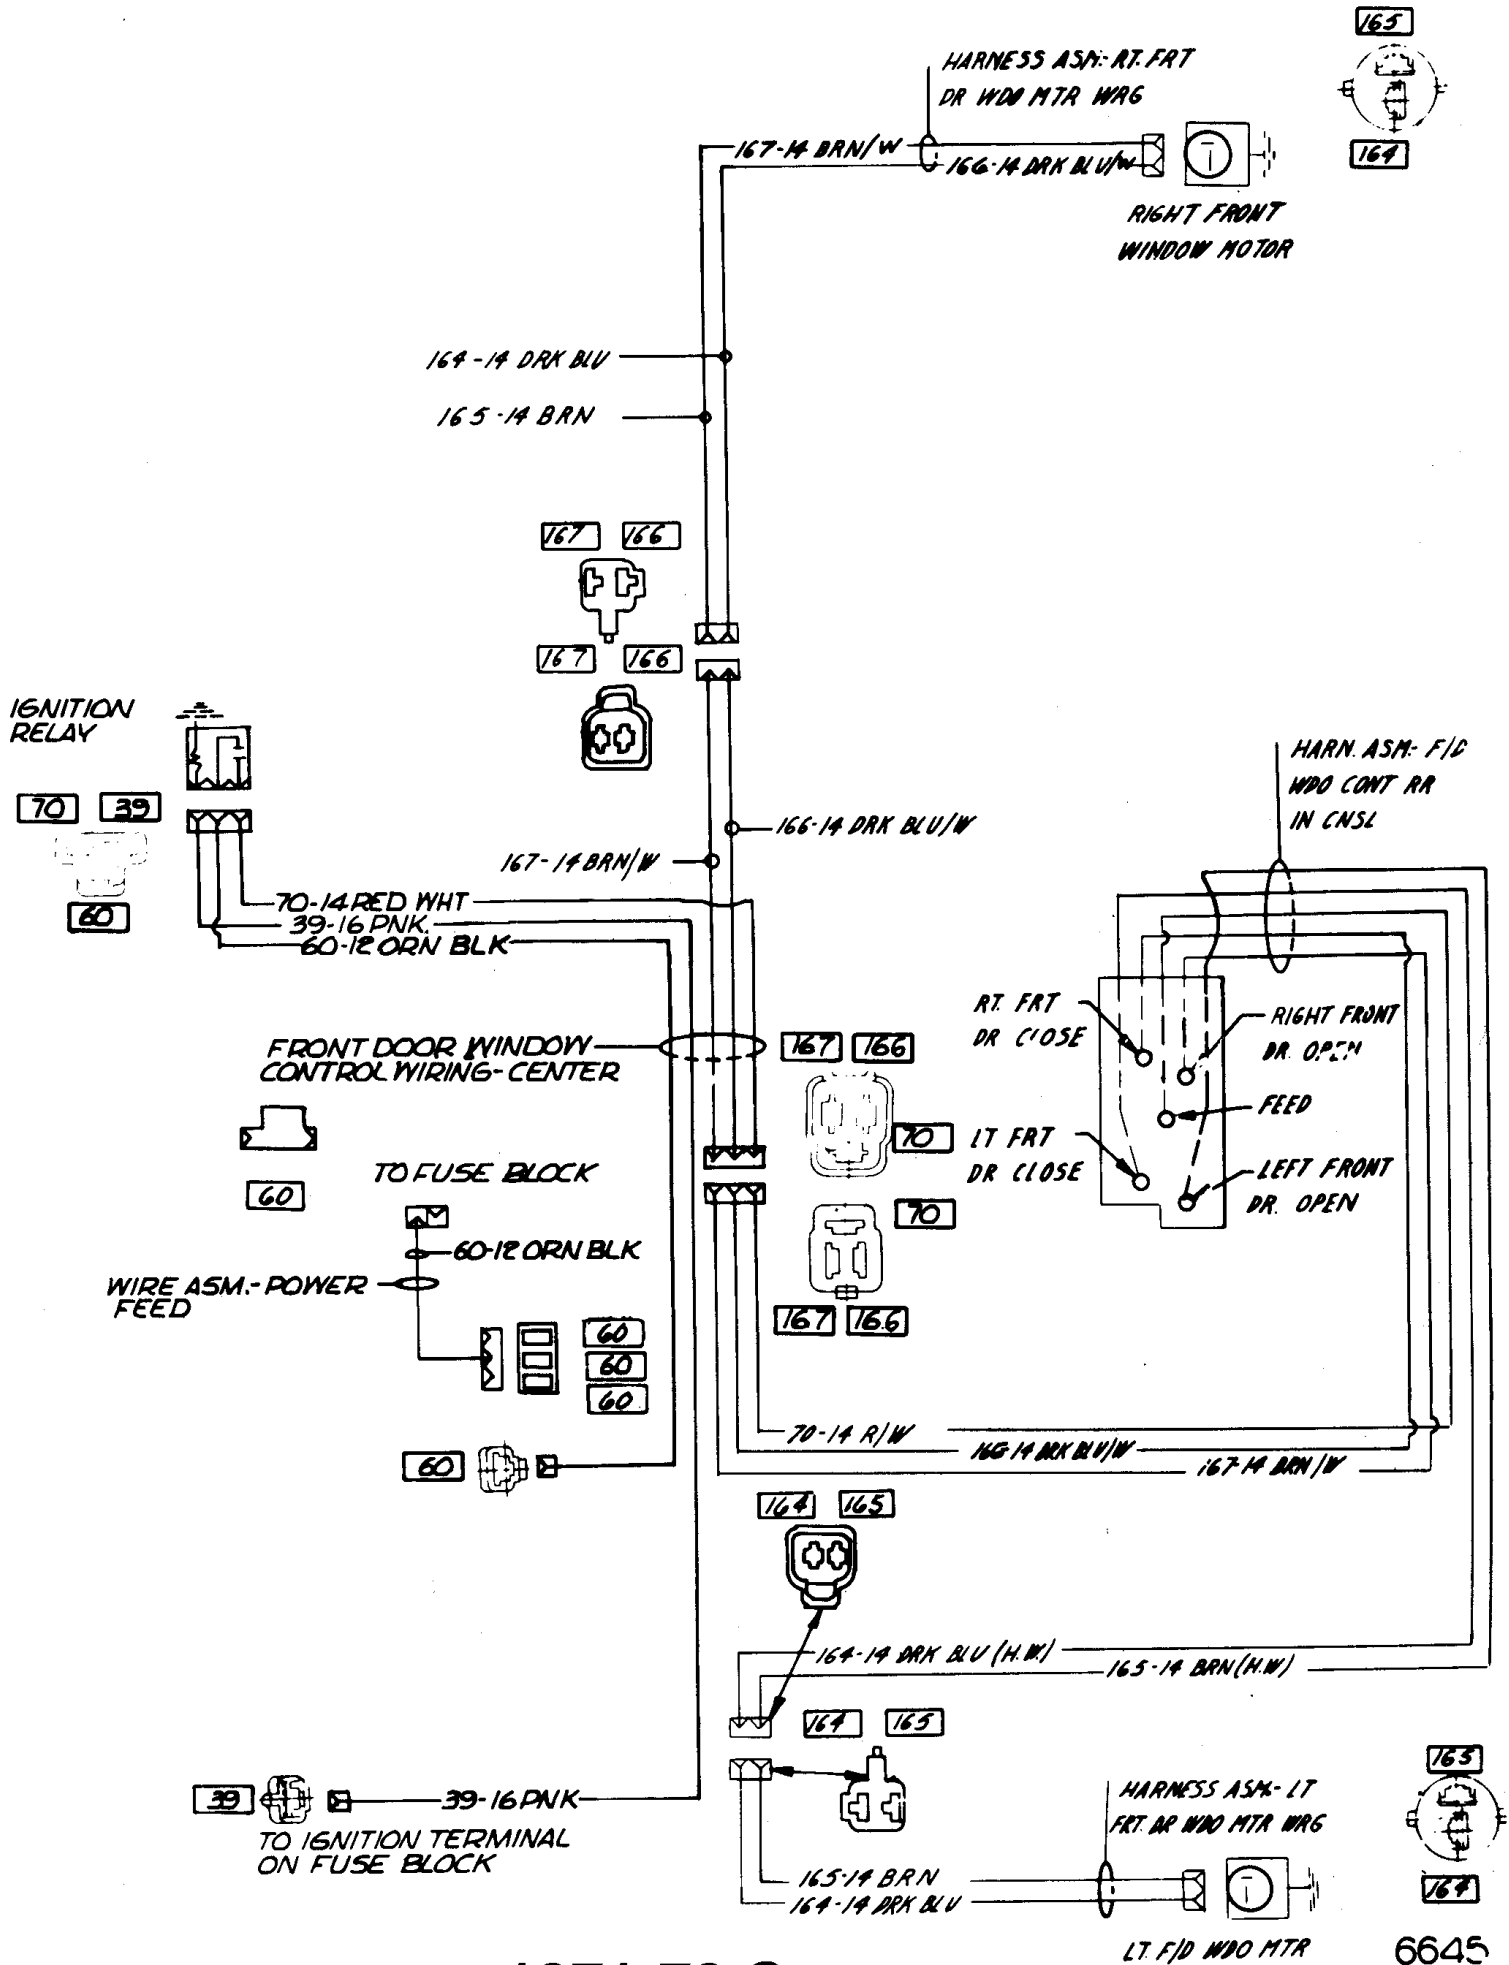 165
HARNESS ASM-RT. FRT
DR WDO MTR WRG
167-14 BRN/W
166-14 DRK BLU/W
164
RIGHT FRONT
WINDOW MOTOR
164-14 DRK BLU
165-14 BRN
167 166
167 166
IGNITION
RELAY
HARN. ASM- F/D
WDO CONT RR
IN CNSL
70 39
166-14 DRK BLU/W
167-14 BRN/W
70-14 RED WHT
39-16 PNK.
60-12 ORN BLK
60
RT. FRT
DR CLOSE
RIGHT FRONT
DR. OPEN
FRONT DOOR WINDOW
CONTROL WIRING-CENTER
167 166
FEED
70
LT FRT
DR CLOSE
LEFT FRONT
DR. OPEN
60
TO FUSE BLOCK
70
60-12 ORN BLK
WIRE ASM.-POWER
FEED
167 166
60
60
60
70-14 R/W
166-14 DRK BLU/W
167-14 BRN/W
60
164 165
164-14 DRK BLU (H.W.)
165-14 BRN (H.W)
164 165
39
39-16 PNK
TO IGNITION TERMINAL
ON FUSE BLOCK
HARNESS ASM- LT
FRT. DR WDO MTR WRG
165
165-14 BRN
164-14 DRK BLU
164
LT. F/D WDO MTR
6645